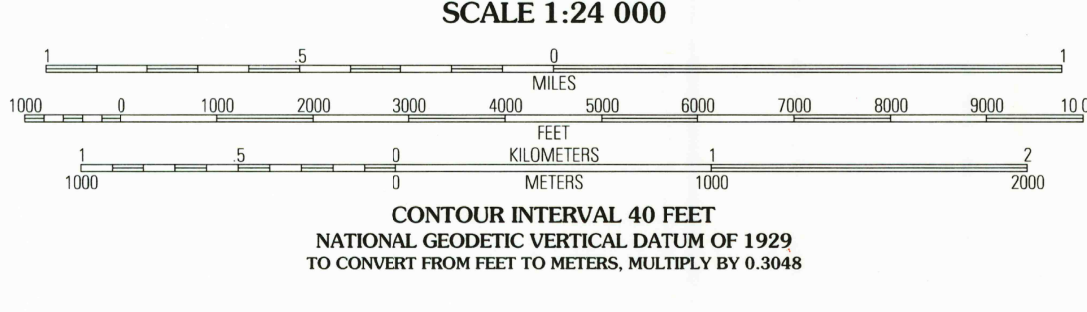 SCALE 1:24 000
1 .5 0 1
MILES
1000 0 1000 2000 3000 4000 5000 6000 7000 8000 9000 10 0
FEET
1 .5 0 KILOMETERS 1 2
1000 0 METERS 1000 2000
CONTOUR INTERVAL 40 FEET
NATIONAL GEODETIC VERTICAL DATUM OF 1929
TO CONVERT FROM FEET TO METERS, MULTIPLY BY 0.3048